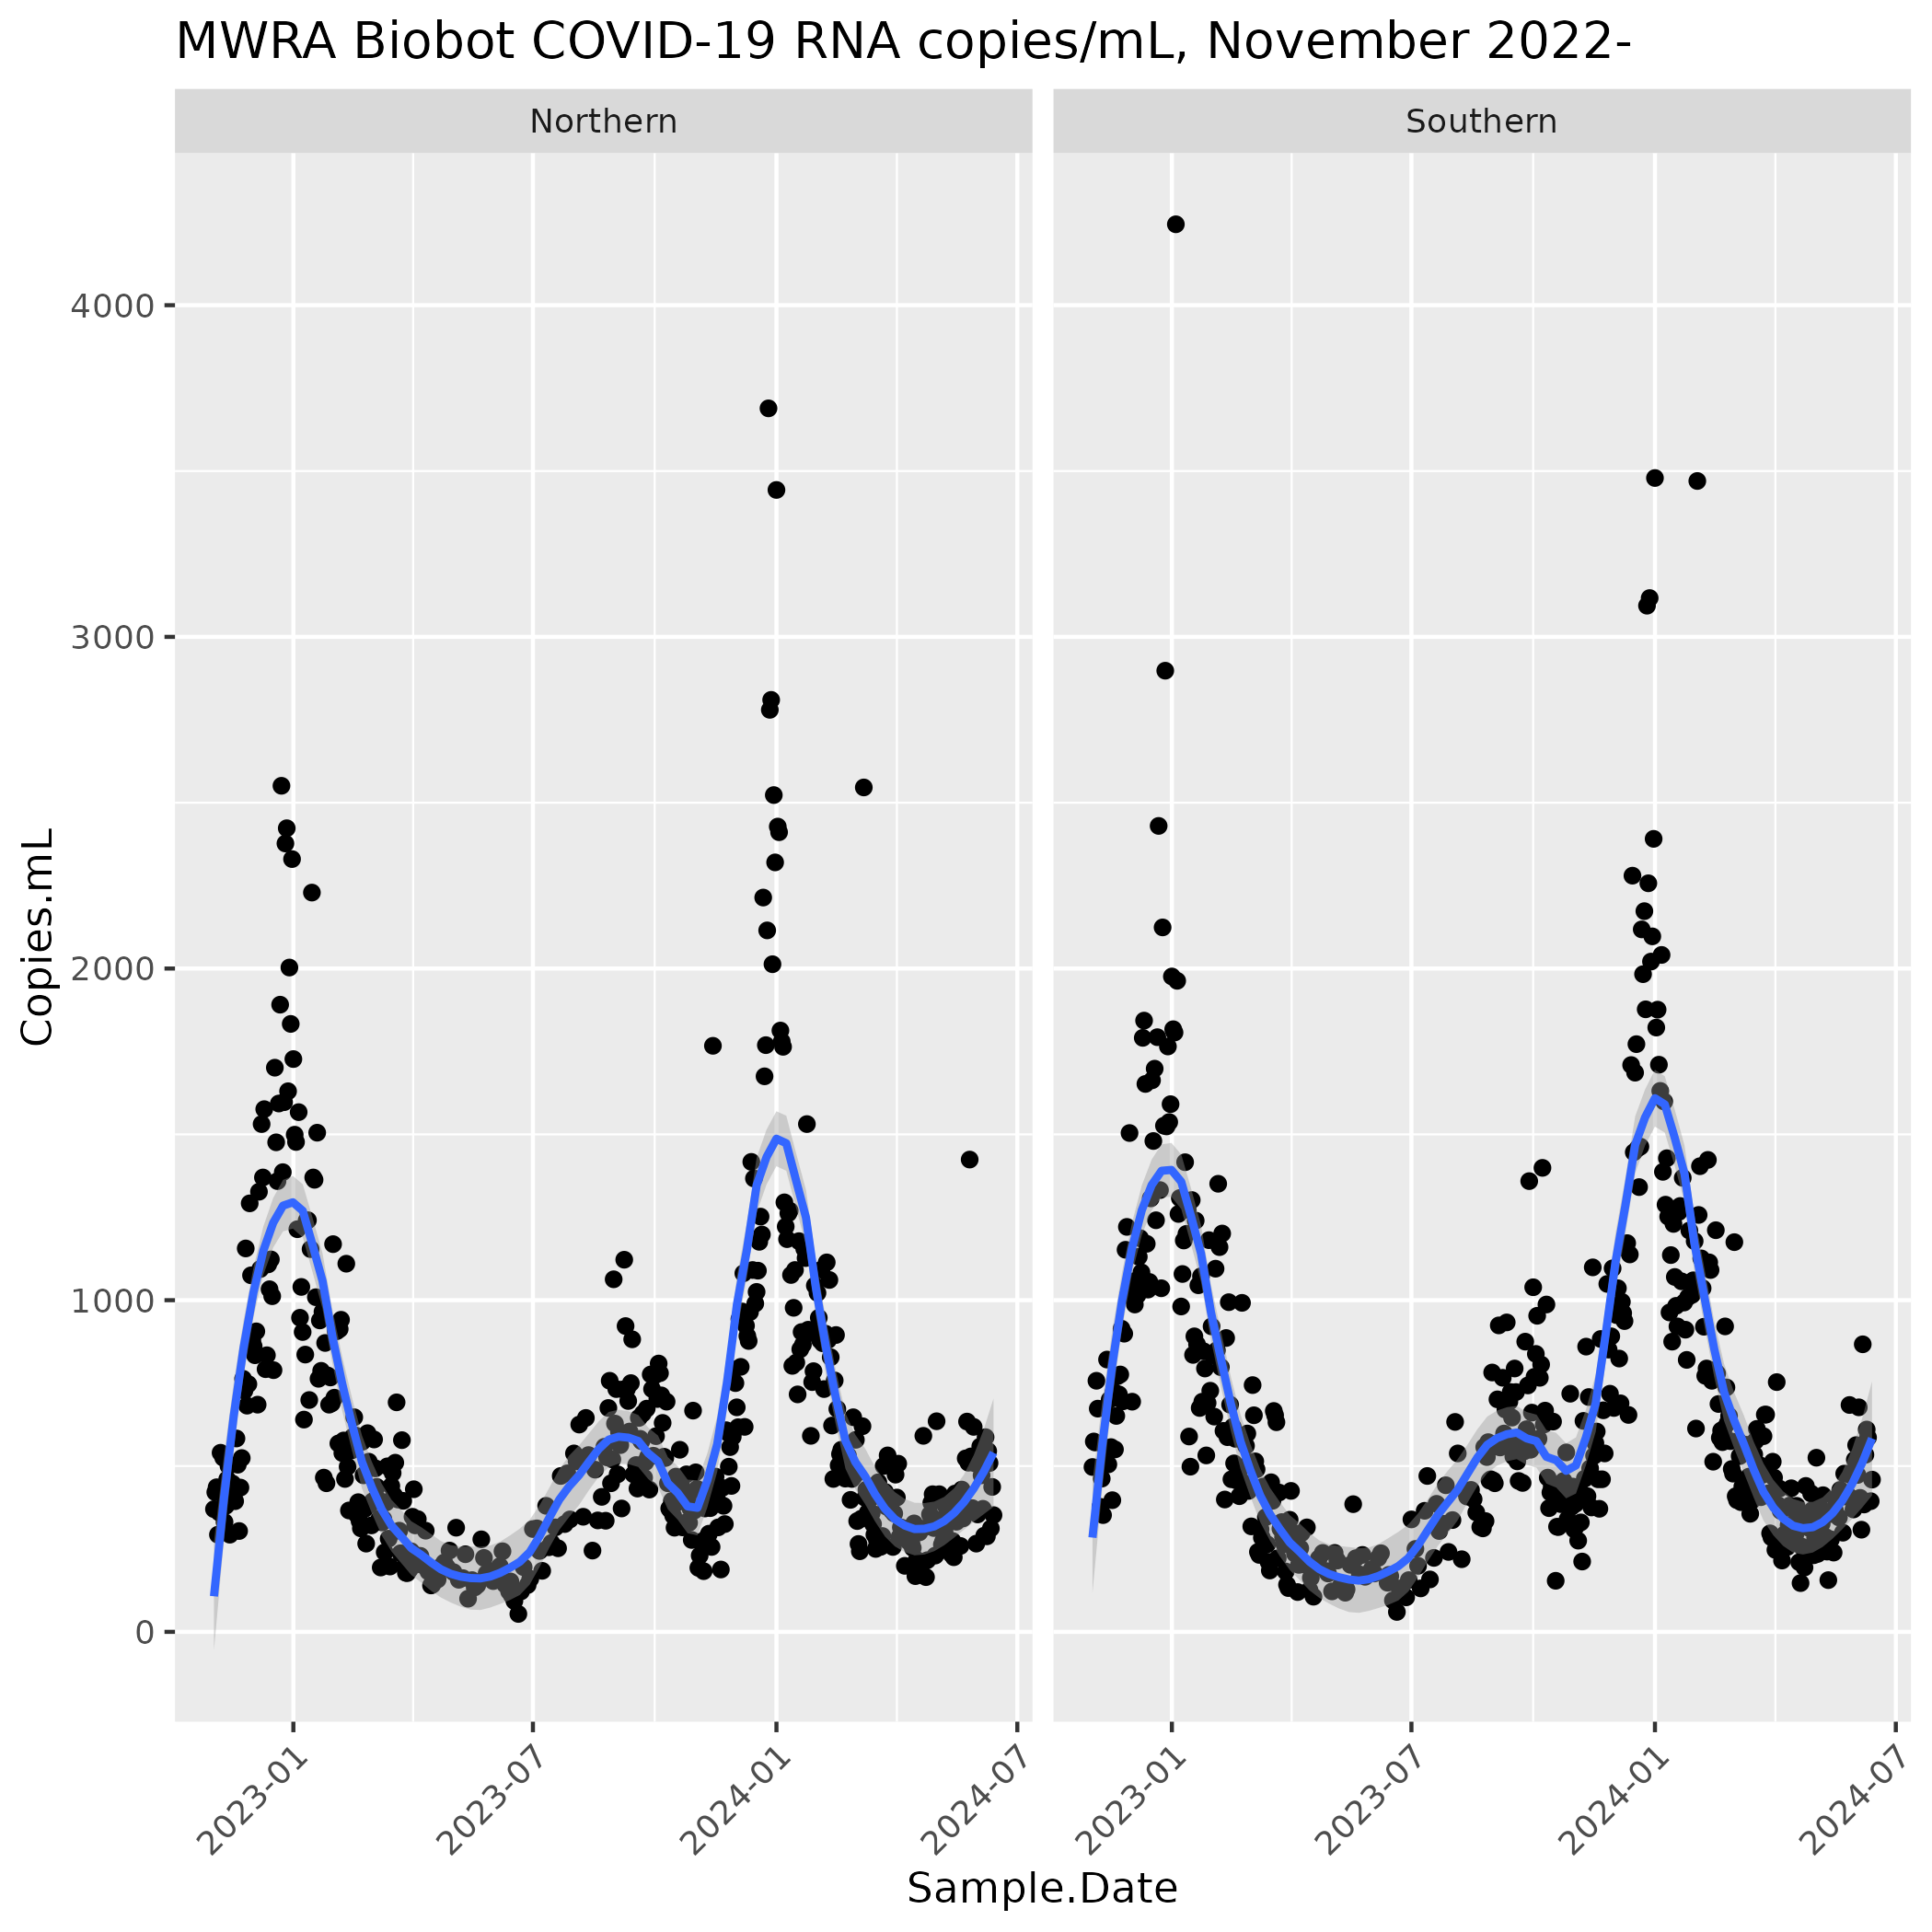 MWRA Biobot COVID-19 RNA copies/mL, November 2022-
Northern
Southern
Copies.mL
4000
3000
2000
1000
0
2023-01
2023-07
2024-01
2024-07
2023-01
2023-07
2024-01
2024-07
Sample.Date